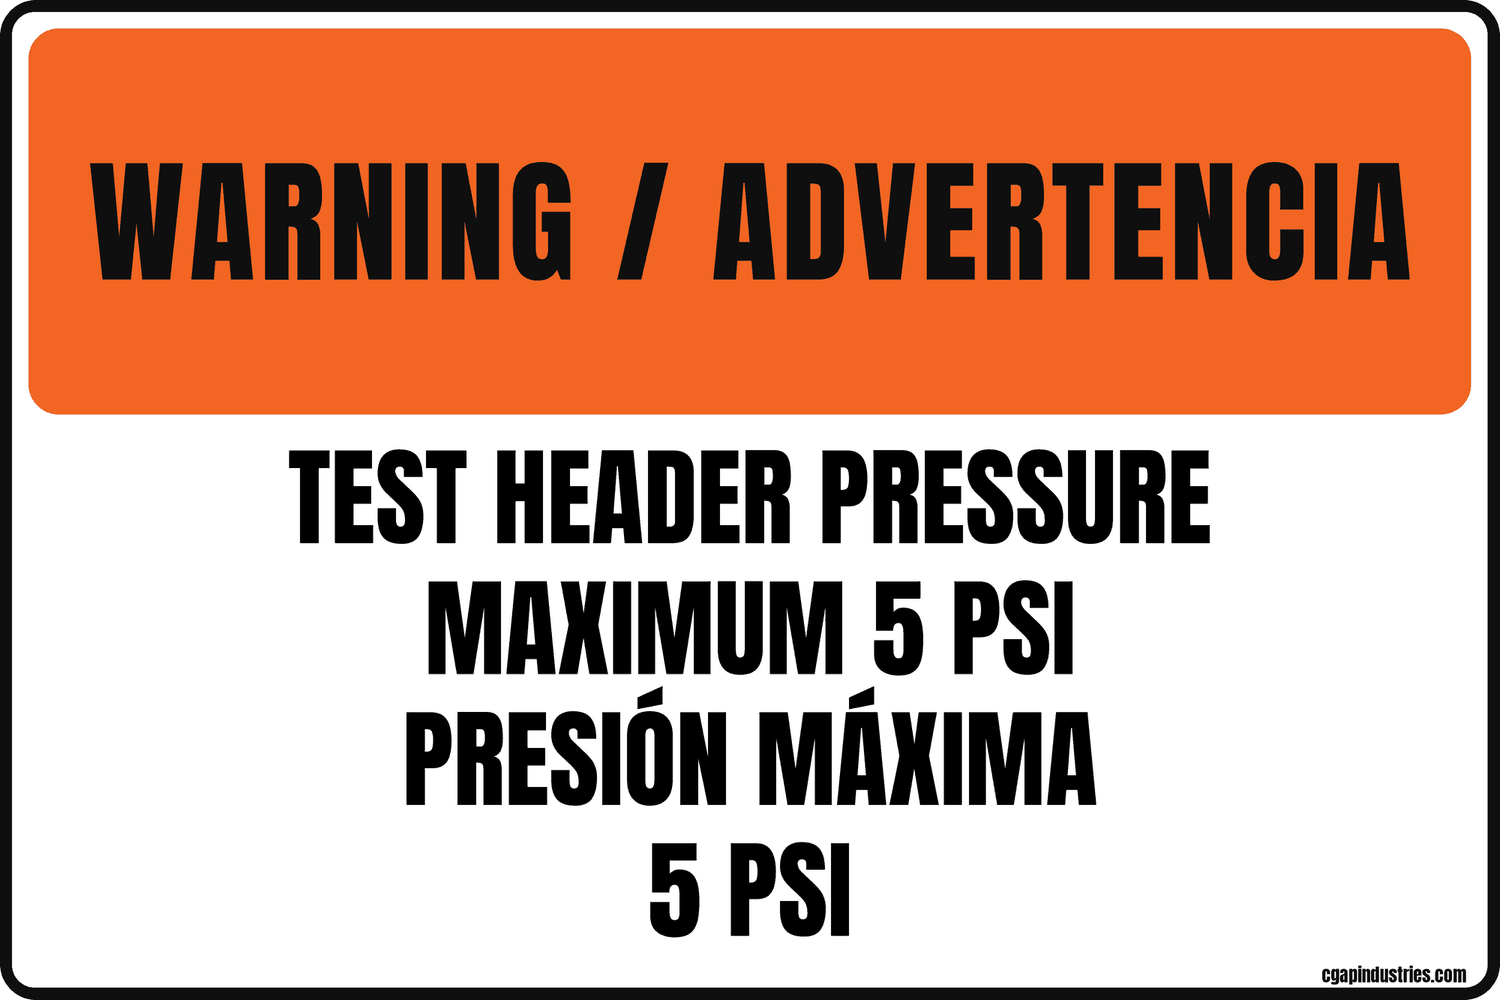 WARNING / ADVERTENCIA
TEST HEADER PRESSURE
MAXIMUM 5 PSI
PRESIÓN MÁXIMA
5 PSI
cgapindustries.com